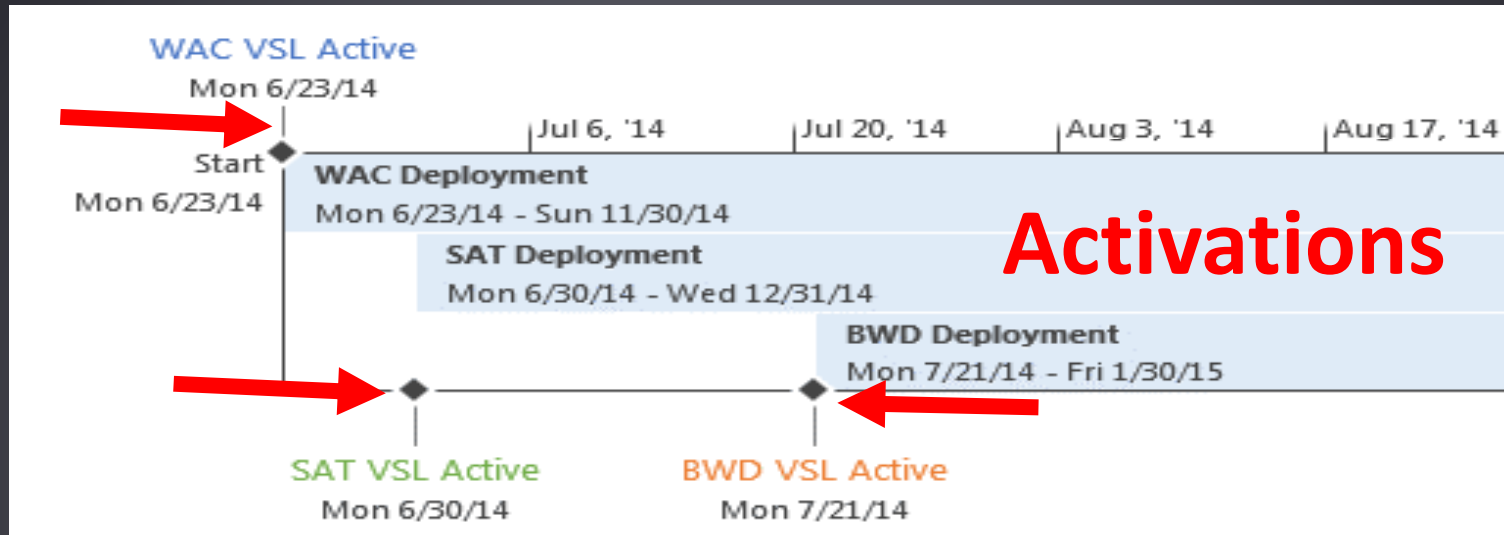 WAC VSL Active
Mon 6/23/14
Jul 6, '14
Jul 20, '14
Aug 3, '14
Aug 17, '14
Start
Mon 6/23/14
WAC Deployment
Mon 6/23/14 - Sun 11/30/14
Activations
SAT Deployment
Mon 6/30/14 - Wed 12/31/14
BWD Deployment
Mon 7/21/14 - Fri 1/30/15
SAT VSL Active
Mon 6/30/14
BWD VSL Active
Mon 7/21/14